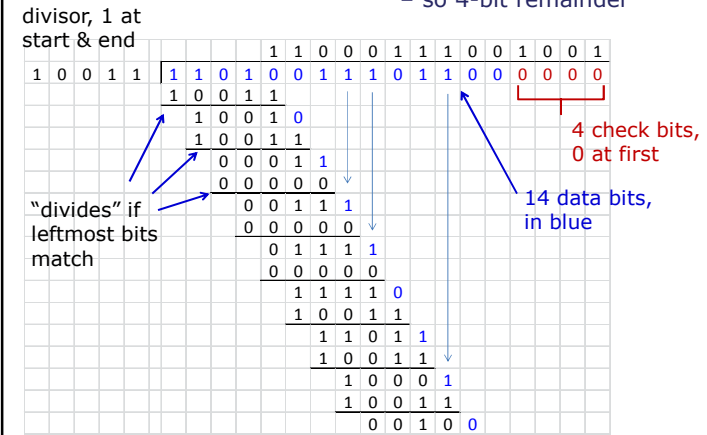 – so 4-bit remainder
divisor, 1 at
start & end
1 1 0 0 0 1 1 1 0 0 1 0 0 1
1 0 0 1 1 1 1 0 1 0 0 1 1 1 0 1 1 0 0 0 0 0 0
1 0 0 1 1
1 0 0 1 0
1 0 0 1 1
0 0 0 1 1
0 0 0 0 0
0 0 1 1 1
0 0 0 0 0
0 1 1 1 1
0 0 0 0 0
1 1 1 1 0
1 0 0 1 1
1 1 0 1 1
1 0 0 1 1
1 0 0 0 1
1 0 0 1 1
0 0 1 0 0
4 check bits,
0 at first
"divides" if
leftmost bits
match
14 data bits,
in blue